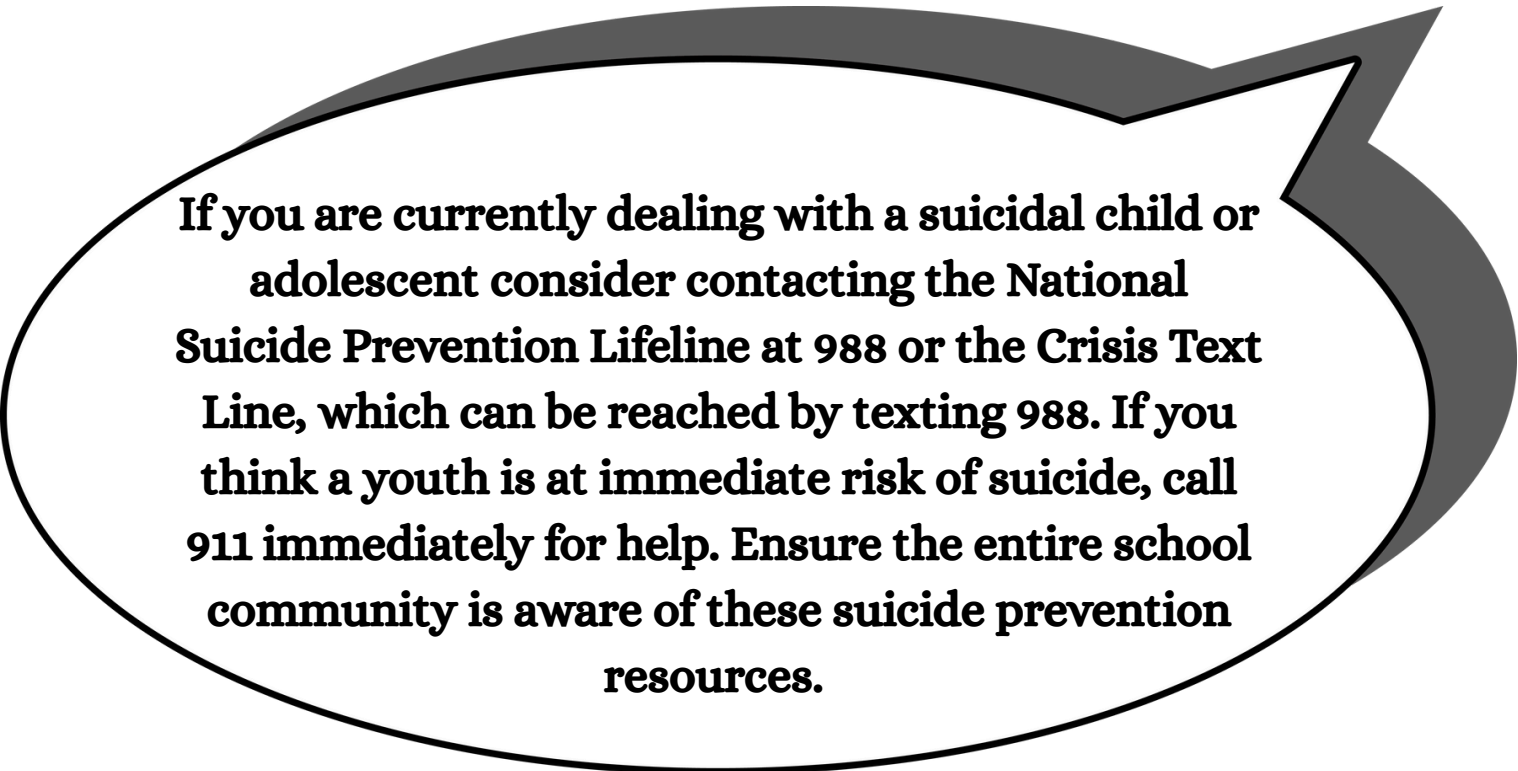 If you are currently dealing with a suicidal child or
adolescent consider contacting the National
Suicide Prevention Lifeline at 988 or the Crisis Text
Line, which can be reached by texting 988. If you
think a youth is at immediate risk of suicide, call
911 immediately for help. Ensure the entire school
community is aware of these suicide prevention
resources.